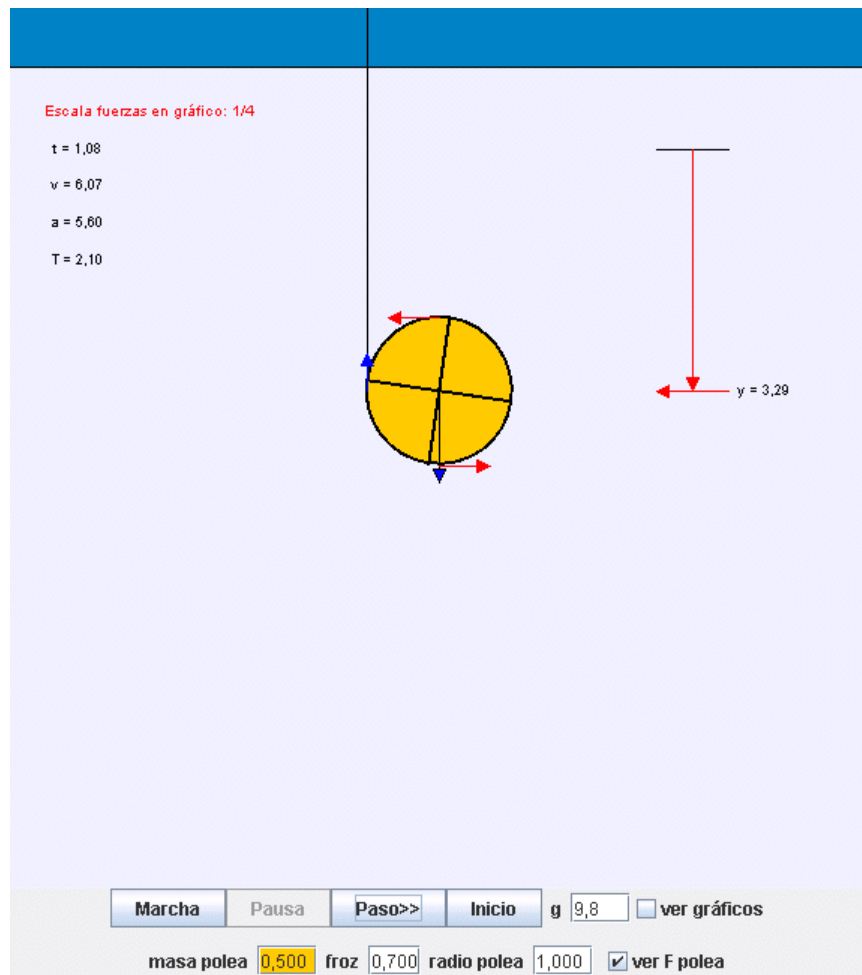 Escala fuerzas en gráfico: 1/4
t = 1,08
v = 6,07
a = 5,60
T = 2,10
y = 3,29
Marcha Pausa Paso>> Inicio g 9,8 ver gráficos
masa polea 0,500 froz 0,700 radio polea 1,000 ver F polea